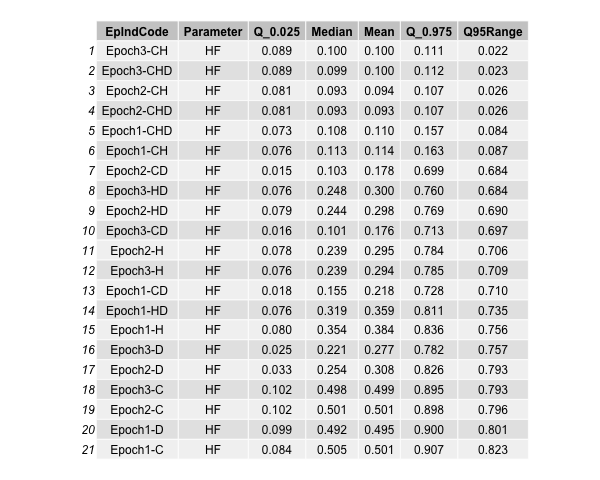 EpIndCode Parameter Q_0.025 Median Mean Q_0.975 Q95Range
1 Epoch3-CH HF 0.089 0.100 0.100 0.111 0.022
2 Epoch3-CHD HF 0.089 0.099 0.100 0.112 0.023
3 Epoch2-CH HF 0.081 0.093 0.094 0.107 0.026
4 Epoch2-CHD HF 0.081 0.093 0.093 0.107 0.026
5 Epoch1-CHD HF 0.073 0.108 0.110 0.157 0.084
6 Epoch1-CH HF 0.076 0.113 0.114 0.163 0.087
7 Epoch2-CD HF 0.015 0.103 0.178 0.699 0.684
8 Epoch3-HD HF 0.076 0.248 0.300 0.760 0.684
9 Epoch2-HD HF 0.079 0.244 0.298 0.769 0.690
10 Epoch3-CD HF 0.016 0.101 0.176 0.713 0.697
11 Epoch2-H HF 0.078 0.239 0.295 0.784 0.706
12 Epoch3-H HF 0.076 0.239 0.294 0.785 0.709
13 Epoch1-CD HF 0.018 0.155 0.218 0.728 0.710
14 Epoch1-HD HF 0.076 0.319 0.359 0.811 0.735
15 Epoch1-H HF 0.080 0.354 0.384 0.836 0.756
16 Epoch3-D HF 0.025 0.221 0.277 0.782 0.757
17 Epoch2-D HF 0.033 0.254 0.308 0.826 0.793
18 Epoch3-C HF 0.102 0.498 0.499 0.895 0.793
19 Epoch2-C HF 0.102 0.501 0.501 0.898 0.796
20 Epoch1-D HF 0.099 0.492 0.495 0.900 0.801
21 Epoch1-C HF 0.084 0.505 0.501 0.907 0.823